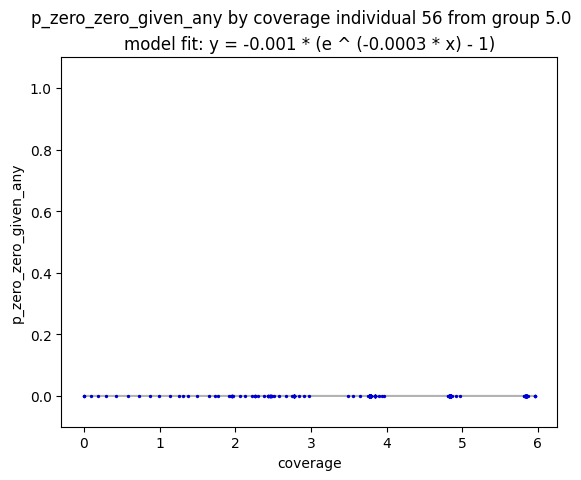 p_zero_zero_given_any by coverage individual 56 from group 5.0
model fit: y = -0.001 * (e ^ (-0.0003 * x) - 1)
1.0
0.8
0.6
0.4
0.2
0.0
p_zero_zero_given_any
0 1 2 3 4 5 6
coverage